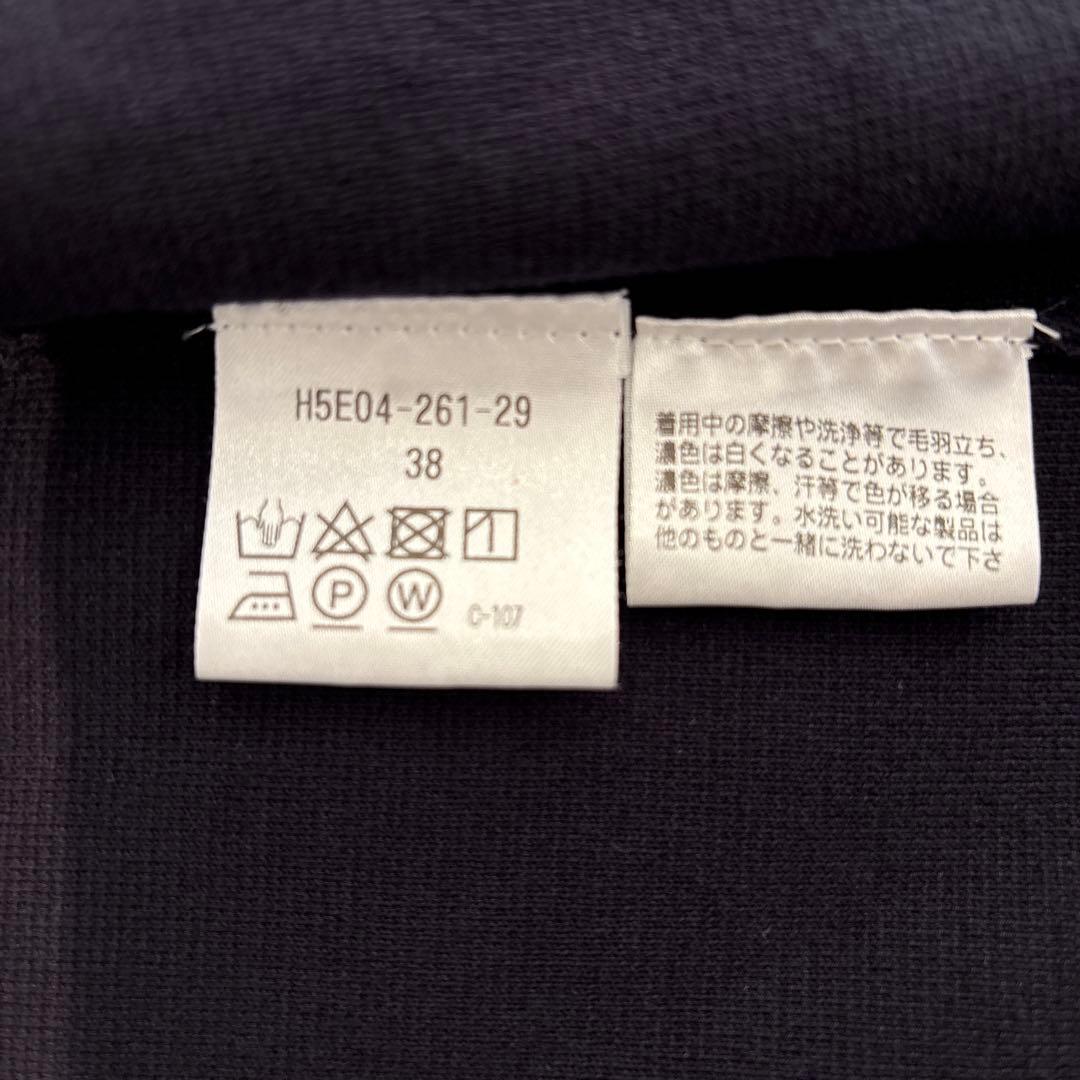 H5E04-261-29
38
P
W
C-107
着用中の摩擦や洗浄等で毛羽立ち、
濃色は白くなることがあります。
濃色は摩擦、汗等で色が移る場合
があります。水洗い可能な製品は
他のものと一緒に洗わないで下さ